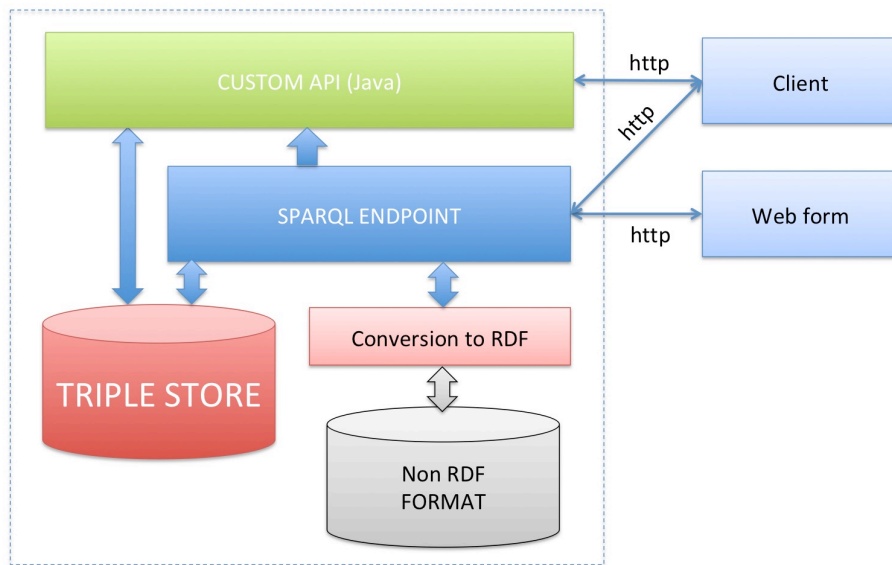 CUSTOM API (Java)
http
Client
http
SPARQL ENDPOINT
http
Web form
TRIPLE STORE
Conversion to RDF
Non RDF
FORMAT